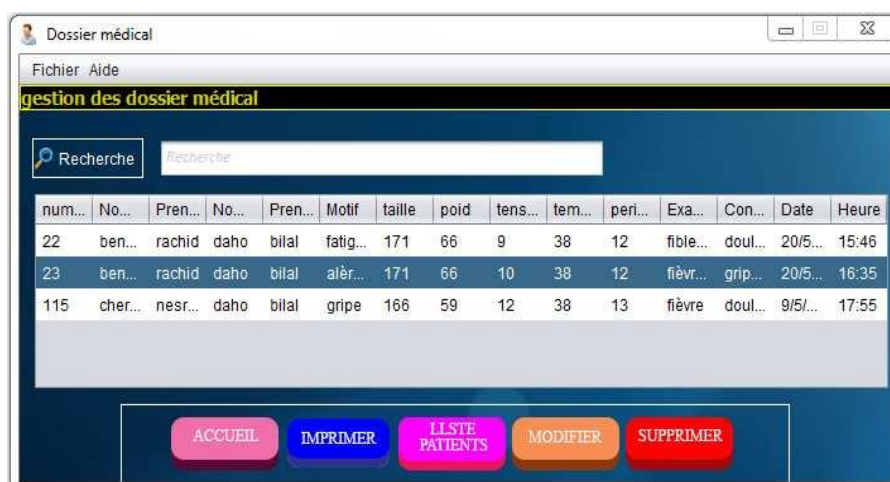 Dossier médical
Fichier Aide
gestion des dossier médical
Recherche Recherche
num... No... Pren... No... Pren... Motif taille poid tens... tem... peri... Exa... Con... Date Heure
22 ben... rachid daho bilal fatig... 171 66 9 38 12 fible... doul... 20/5... 15:46
23 ben... rachid daho bilal alèr... 171 66 10 38 12 fièvr... grip... 20/5... 16:35
115 cher... nesr... daho bilal gripe 166 59 12 38 13 fièvre doul... 9/5/... 17:55
ACCUEIL IMPRIMER LLSTE PATIENTS MODIFIER SUPPRIMER